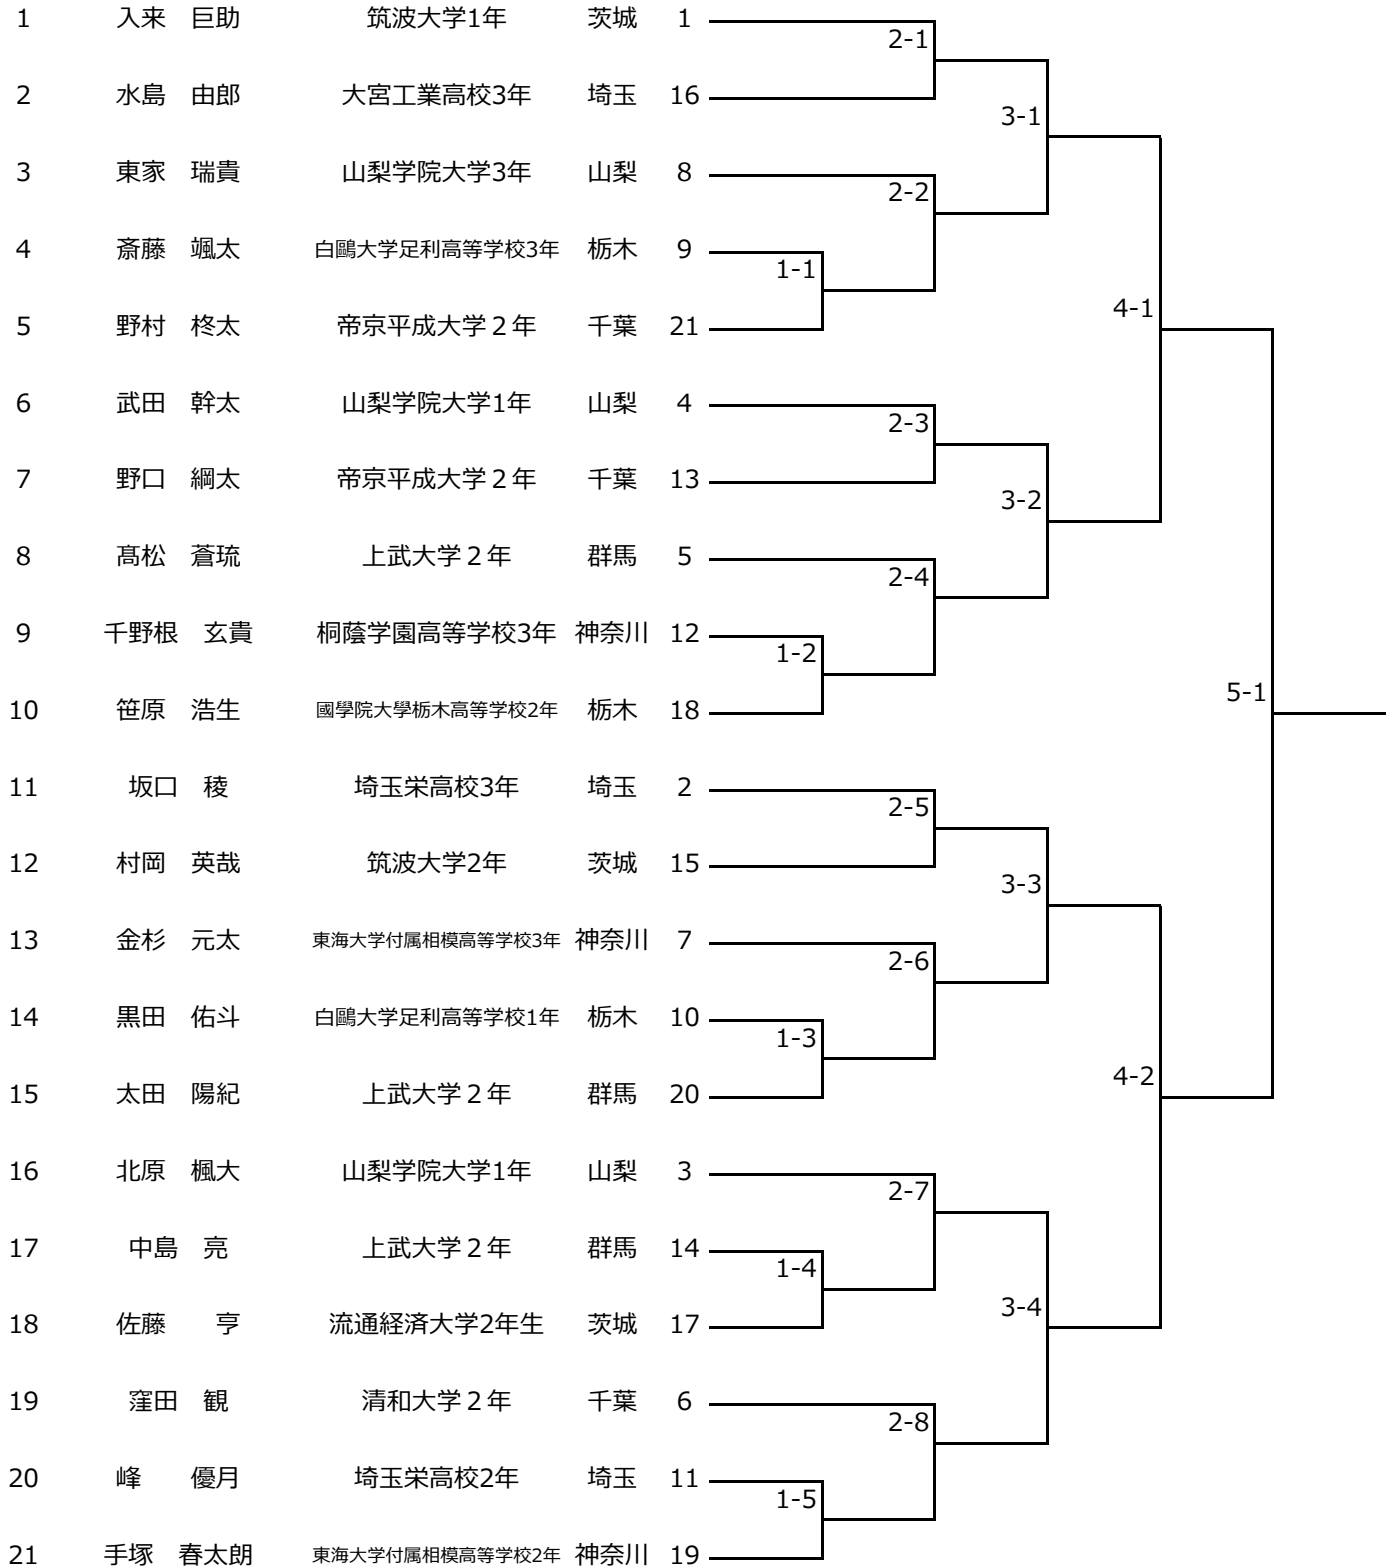 1 入来　巨助 筑波大学1年 茨城 1
2-1
2 水島　由郎 大宮工業高校3年 埼玉 16
3-1
3 東家　瑞貴 山梨学院大学3年 山梨 8
2-2
4 斎藤　颯太 白鷗大学足利高等学校3年 栃木 9
1-1
4-1
5 野村　柊太 帝京平成大学２年 千葉 21
6 武田　幹太 山梨学院大学1年 山梨 4
2-3
7 野口　綱太 帝京平成大学２年 千葉 13
3-2
8 髙松　蒼琉 上武大学２年 群馬 5
2-4
9 千野根　玄貴 桐蔭学園高等学校3年 神奈川 12
1-2
5-1
10 笹原　浩生 國學院大學栃木高等学校2年 栃木 18
11 坂口　稜 埼玉栄高校3年 埼玉 2
2-5
12 村岡　英哉 筑波大学2年 茨城 15
3-3
13 金杉　元太 東海大学付属相模高等学校3年 神奈川 7
2-6
14 黒田　佑斗 白鷗大学足利高等学校1年 栃木 10
1-3
4-2
15 太田　陽紀 上武大学２年 群馬 20
16 北原　楓大 山梨学院大学1年 山梨 3
2-7
17 中島　亮 上武大学２年 群馬 14
1-4
3-4
18 佐藤　　亨 流通経済大学2年生 茨城 17
19 窪田　観 清和大学２年 千葉 6
2-8
20 峰　　優月 埼玉栄高校2年 埼玉 11
1-5
21 手塚　春太朗 東海大学付属相模高等学校2年 神奈川 19